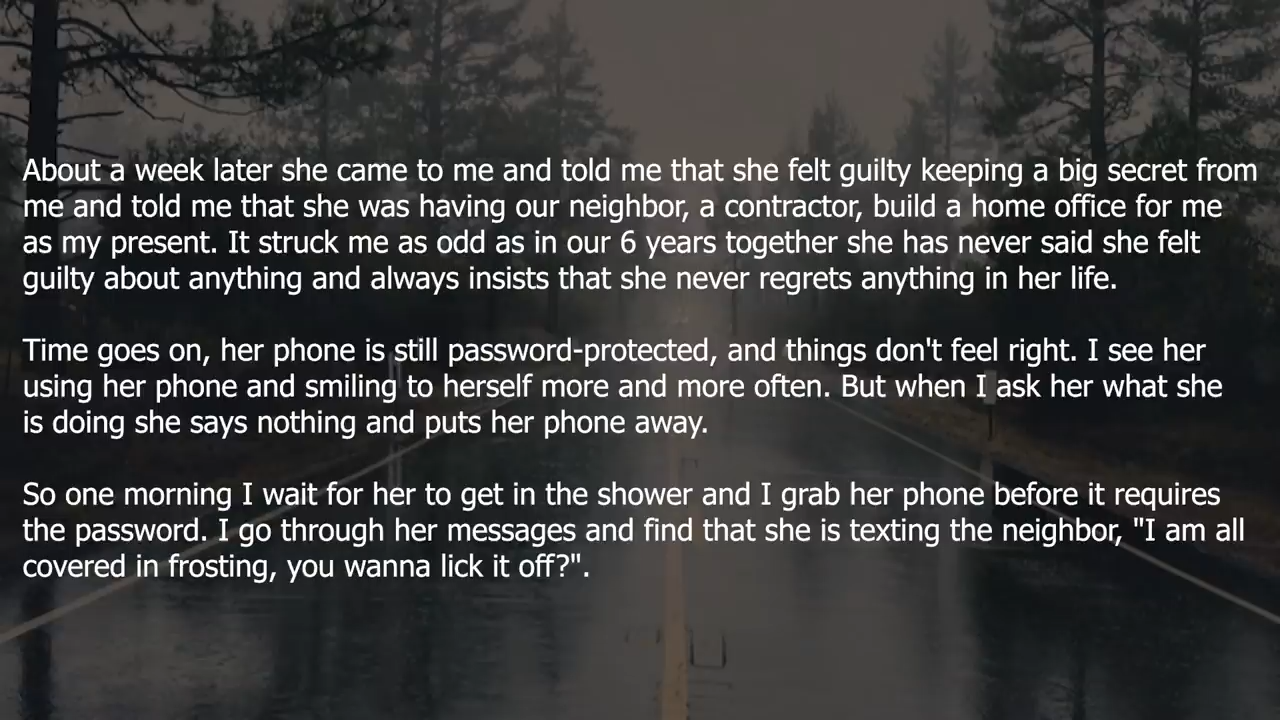 About a week later she came to me and told me that she felt guilty keeping a big secret from
me and told me that she was having our neighbor, a contractor, build a home office for me
as my present. It struck me as odd as in our 6 years together she has never said she felt
guilty about anything and always insists that she never regrets anything in her life.
Time goes on, her phone is still password-protected, and things don't feel right. I see her
using her phone and smiling to herself more and more often. But when I ask her what she
is doing she says nothing and puts her phone away.
So one morning I wait for her to get in the shower and I grab her phone before it requires
the password. I go through her messages and find that she is texting the neighbor, "I am all
covered in frosting, you wanna lick it off?".